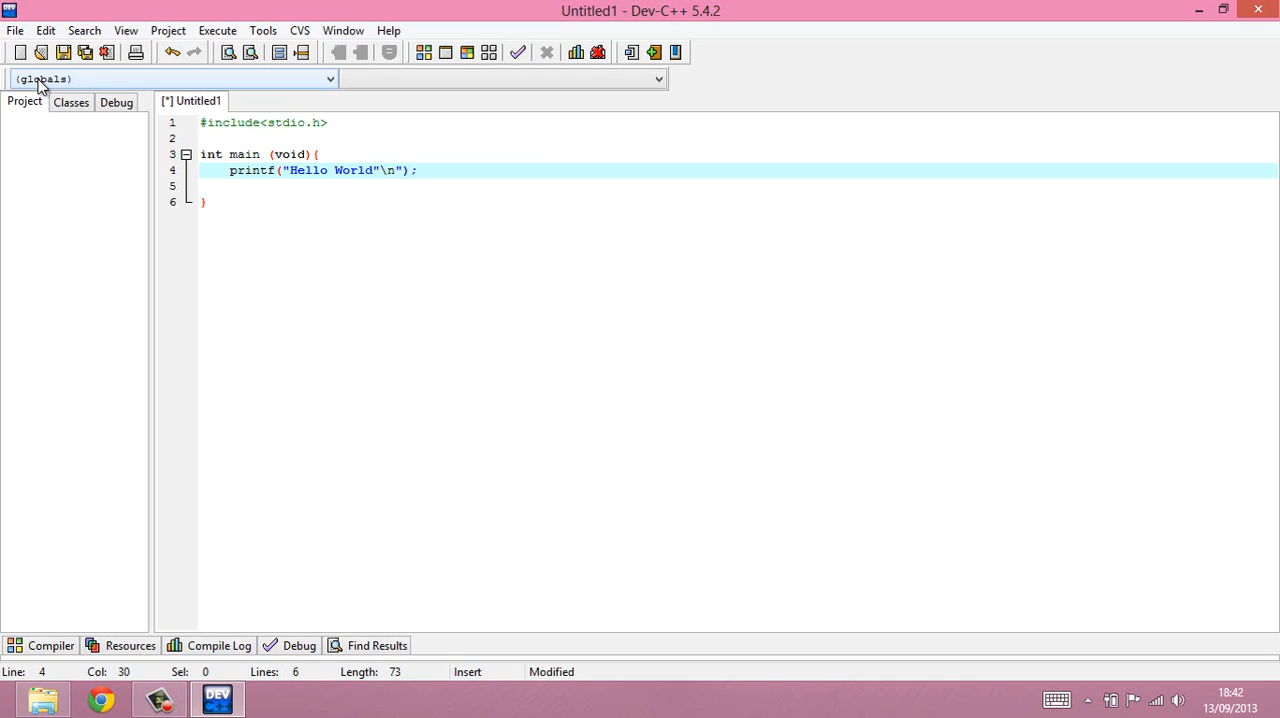 Untitled1 - Dev-C++ 5.4.2
File Edit Search View Project Execute Tools CVS Window Help
(globals)
Project Classes Debug [*] Untitled1
1 #include<stdio.h>
2
3 int main (void){
4 printf("Hello World"\n");
5
6 }
Compiler Resources Compile Log Debug Find Results
Line: 4 Col: 30 Sel: 0 Lines: 6 Length: 73 Insert Modified
DEV C++ 18:42
13/09/2013